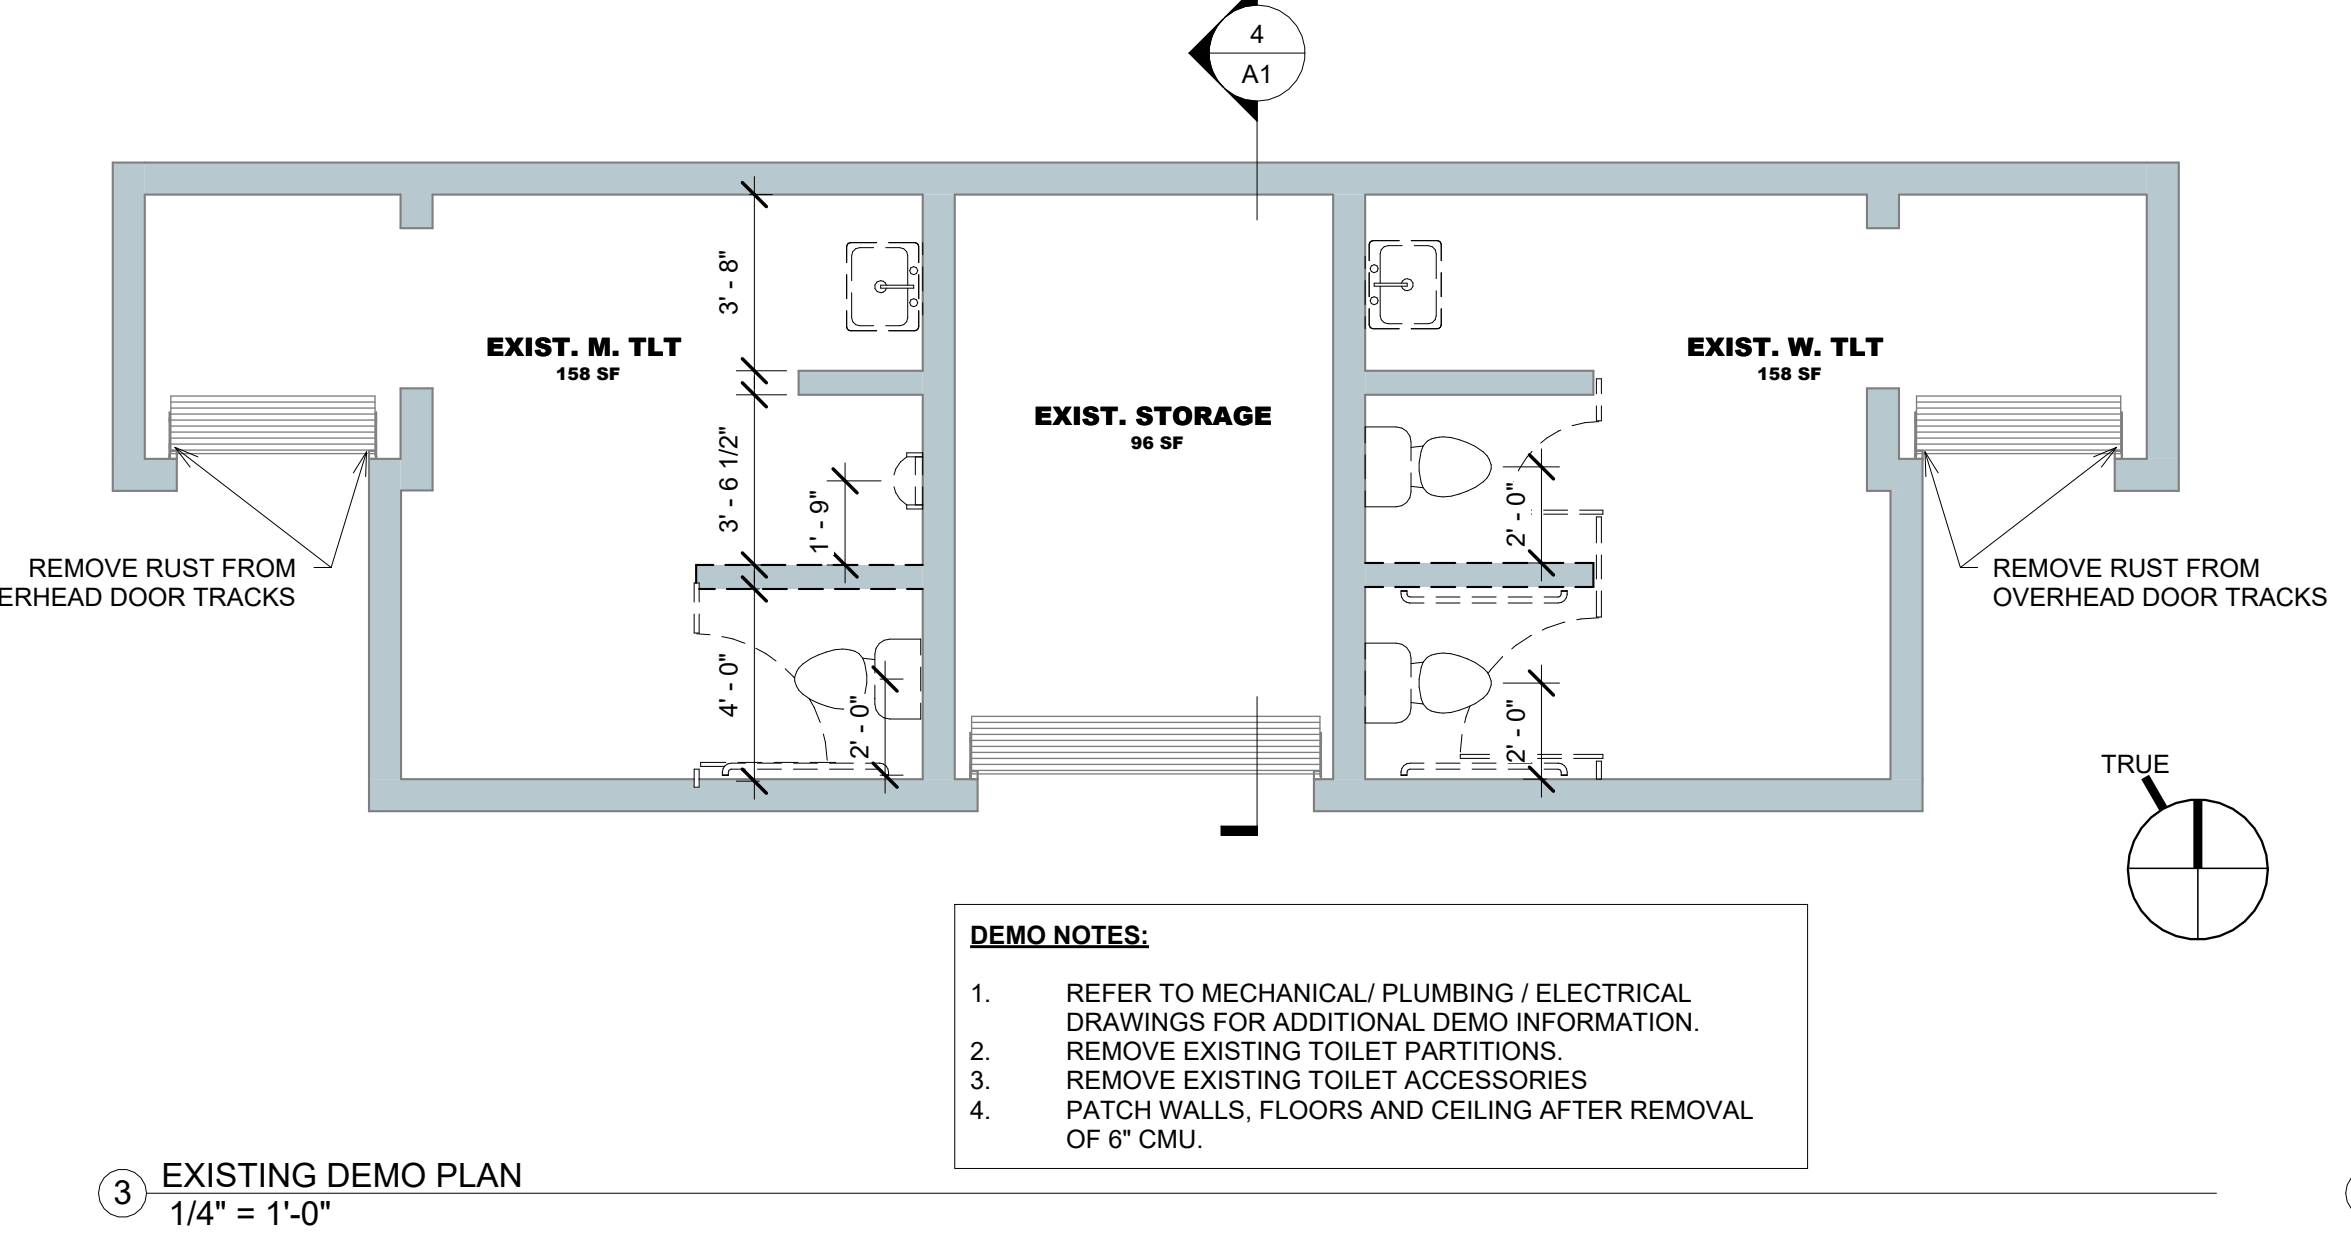 4
A1
3' - 8"
EXIST. M. TLT
158 SF
EXIST. W. TLT
158 SF
EXIST. STORAGE
96 SF
3' - 6 1/2"
1' - 9"
2' - 0"
REMOVE RUST FROM
ERHEAD DOOR TRACKS
REMOVE RUST FROM
OVERHEAD DOOR TRACKS
4' - 0"
2' - 0"
2' - 0"
TRUE
DEMO NOTES:
1. REFER TO MECHANICAL/ PLUMBING / ELECTRICAL
DRAWINGS FOR ADDITIONAL DEMO INFORMATION.
2. REMOVE EXISTING TOILET PARTITIONS.
3. REMOVE EXISTING TOILET ACCESSORIES
4. PATCH WALLS, FLOORS AND CEILING AFTER REMOVAL
OF 6" CMU.
3 EXISTING DEMO PLAN
1/4" = 1'-0"